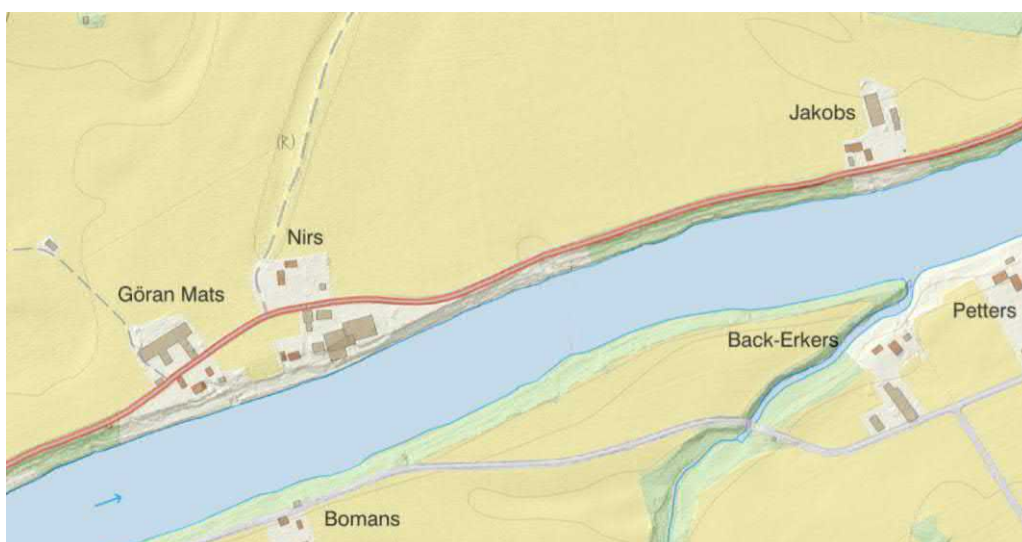 Jakobs
(K)
Nirs
Göran Mats
Petters
Back-Erkers
Bomans